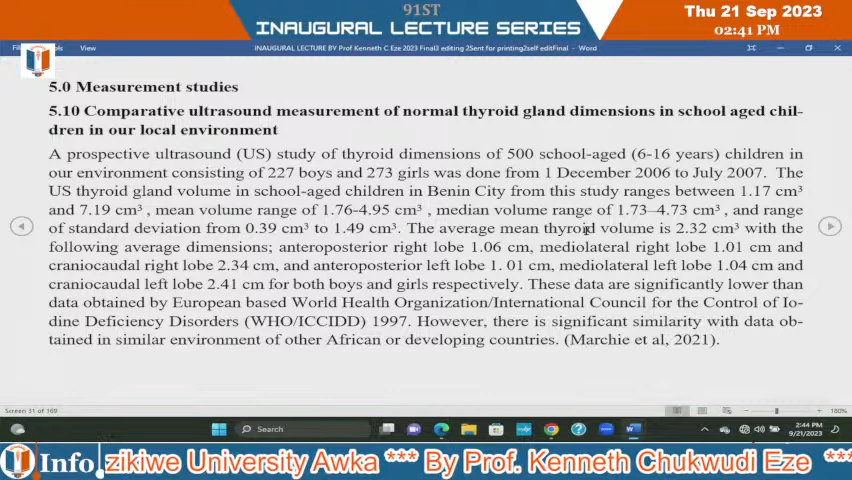 91ST
INAUGURAL LECTURE SERIES
Thu 21 Sep 2023
02:41 PM
View
INAUGURAL LECTURE BY Prof Kenneth C Eze 2023 Final3 editing 2Sent for printing2self editFinal - Word
5.0 Measurement studies
5.10 Comparative ultrasound measurement of normal thyroid gland dimensions in school aged chil-
dren in our local environment
A prospective ultrasound (US) study of thyroid dimensions of 500 school-aged (6-16 years) children in
our environment consisting of 227 boys and 273 girls was done from 1 December 2006 to July 2007. The
US thyroid gland volume in school-aged children in Benin City from this study ranges between 1.17 cm³
and 7.19 cm³ , mean volume range of 1.76-4.95 cm³ , median volume range of 1.73–4.73 cm³ , and range
of standard deviation from 0.39 cm³ to 1.49 cm³. The average mean thyroid volume is 2.32 cm³ with the
following average dimensions; anteroposterior right lobe 1.06 cm, mediolateral right lobe 1.01 cm and
craniocaudal right lobe 2.34 cm, and anteroposterior left lobe 1. 01 cm, mediolateral left lobe 1.04 cm and
craniocaudal left lobe 2.41 cm for both boys and girls respectively. These data are significantly lower than
data obtained by European based World Health Organization/International Council for the Control of Io-
dine Deficiency Disorders (WHO/ICCIDD) 1997. However, there is significant similarity with data ob-
tained in similar environment of other African or developing countries. (Marchie et al, 2021).
Screen 31 of 169
180%
Search
2:44 PM
9/21/2023
Info
zikiwe University Awka *** By Prof. Kenneth Chukwudi Eze ***